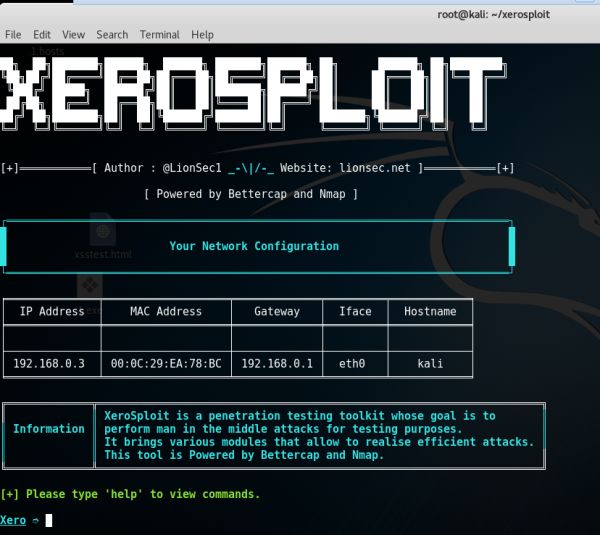 root@kali: ~/xerosploit
File Edit View Search Terminal Help
1.hosts
XEROSPLOIT
[+]═══════════[ Author : @LionSec1 _-\|/-_ Website: lionsec.net ]═══════════[+]
[ Powered by Bettercap and Nmap ]
Your Network Configuration
xsstest.html
IP Address MAC Address Gateway Iface Hostname
192.168.0.3 00:0C:29:EA:78:BC 192.168.0.1 eth0 kali
Information
XeroSploit is a penetration testing toolkit whose goal is to
perform man in the middle attacks for testing purposes.
It brings various modules that allow to realise efficient attacks.
This tool is Powered by Bettercap and Nmap.
[+] Please type 'help' to view commands.
Xero ➮